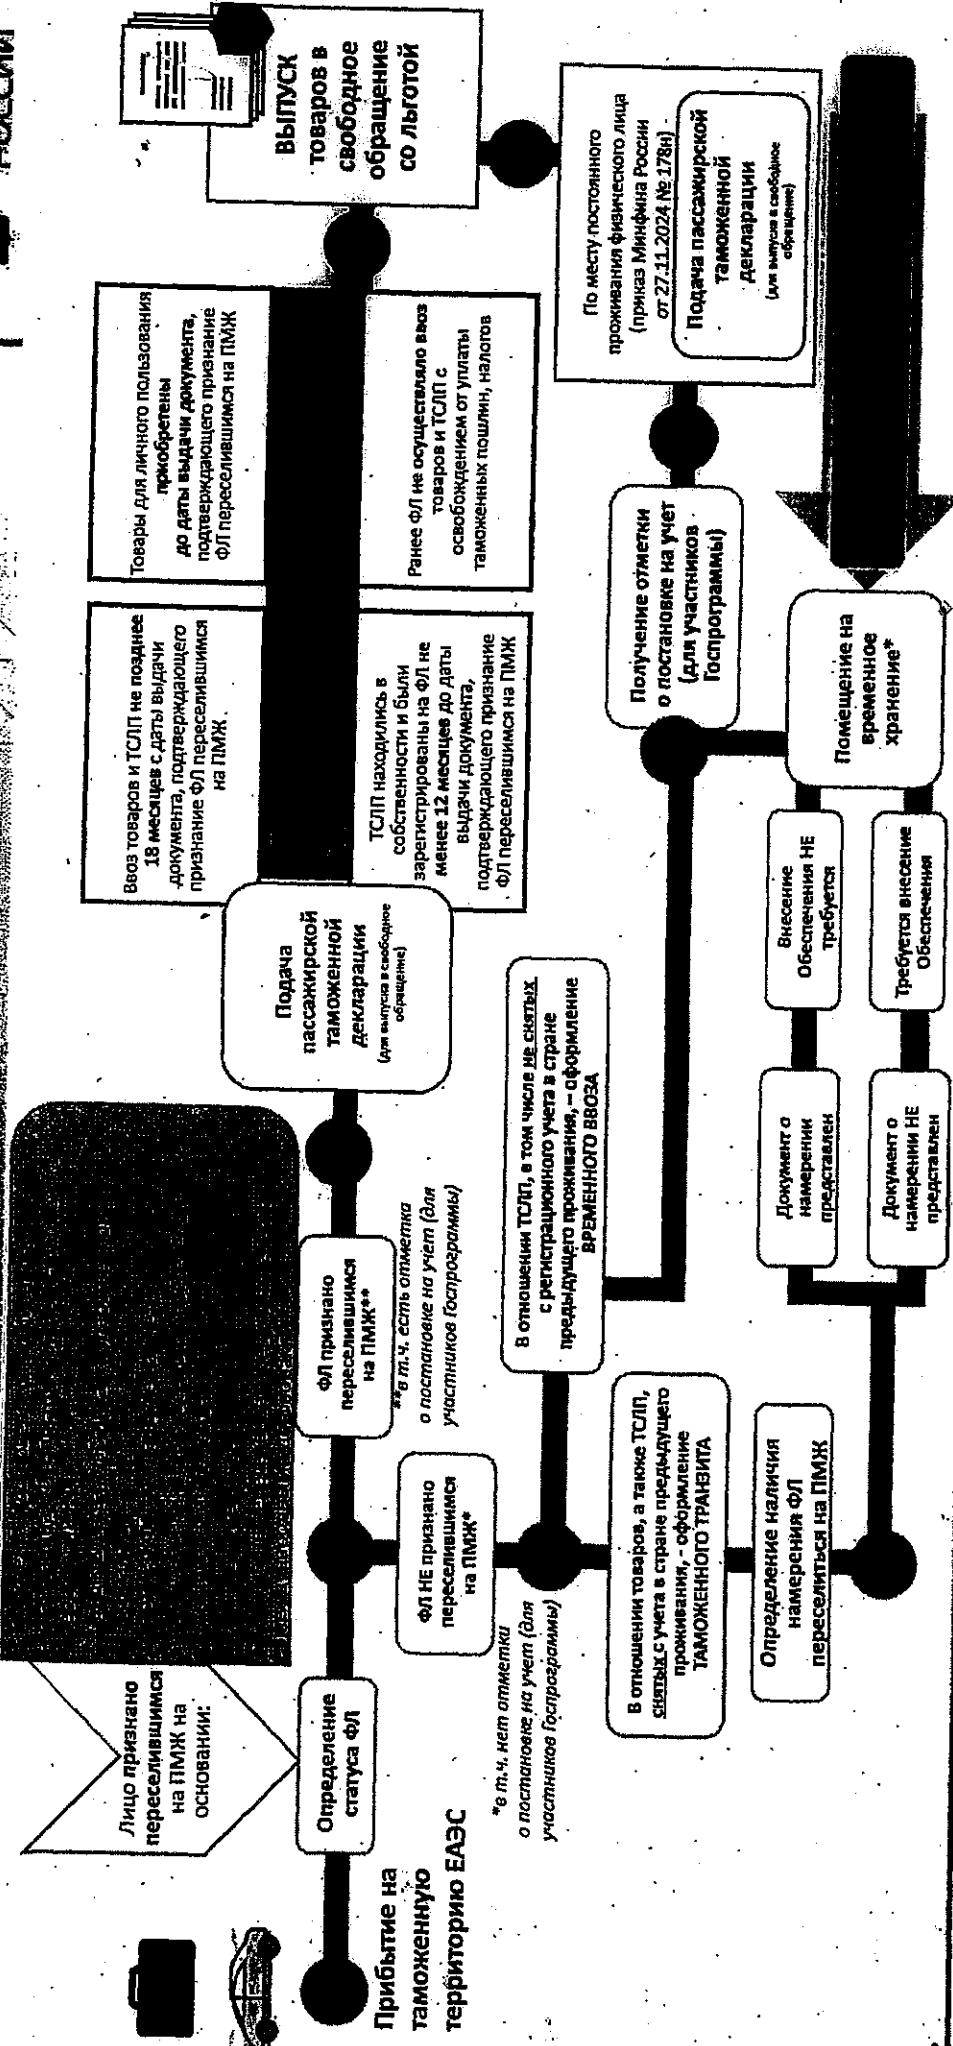 Лицо признано
переселившимся
на ПМЖ на
основании:
Прибытие на
таможенную
территорию ЕАЭС
Определение
статуса ФЛ
ФЛ признано
переселившимся
на ПМЖ**
**в т.ч. есть отметка
о постановке на учет (для
участников Госпрограммы)
ФЛ НЕ признано
переселившимся
на ПМЖ*
*в т.ч. нет отметки
о постановке на учет (для
участников Госпрограммы)
Подача
пассажирской
таможенной
декларации
(для выпуска в свободное
обращение)
Ввоз товаров и ТСЛП не позднее
18 месяцев с даты выдачи
документа, подтверждающего
признание ФЛ переселившимся
на ПМЖ
Товары для личного пользования
приобретены
до даты выдачи документа,
подтверждающего признание
ФЛ переселившимся на ПМЖ
ТСЛП находились в
собственности и были
зарегистрированы на ФЛ не
менее 12 месяцев до даты
выдачи документа,
подтверждающего признание
ФЛ переселившимся на ПМЖ
Ранее ФЛ не осуществляло ввоз
товаров и ТСЛП с
освобождением от уплаты
таможенных пошлин, налогов
ВЫПУСК
товаров в
свободное
обращение
со льготой
В отношении ТСЛП, в том числе не снятых
с регистрационного учета в стране
предыдущего проживания, – оформление
ВРЕМЕННОГО ВВОЗА
В отношении товаров, а также ТСЛП,
снятых с учета в стране предыдущего
проживания, – оформление
ТАМОЖЕННОГО ТРАНЗИТА
Определение наличия
намерения ФЛ
переселиться на ПМЖ
Документ о
намерении
представлен
Документ о
намерении НЕ
представлен
Внесение
Обеспечения НЕ
требуется
Требуется внесение
Обеспечения
Помещение на
временное
хранение*
Получение отметки
о постановке на учет
(для участников
Госпрограммы)
По месту постоянного
проживания физического лица
(приказ Минфина России
от 27.11.2024 № 178н)
Подача пассажирской
таможенной
декларации
(для выпуска в свободное
обращение)